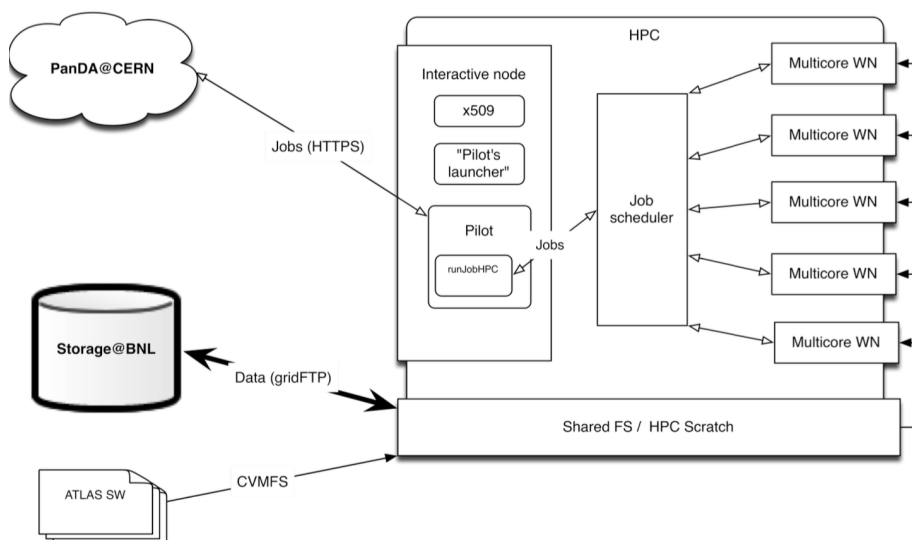 PanDA@CERN
Jobs (HTTPS)
HPC
Interactive node
x509
"Pilot's
launcher"
Pilot
runJobHPC
Jobs
Job
scheduler
Multicore WN
Multicore WN
Multicore WN
Multicore WN
Multicore WN
Storage@BNL
Data (gridFTP)
Shared FS / HPC Scratch
CVMFS
ATLAS SW